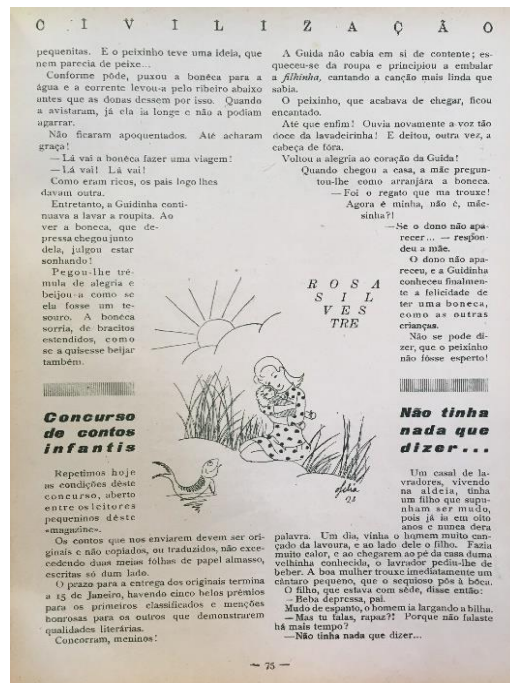 CIVILIZAÇÃO
pequenitas. E o peixinho teve uma ideia, que
nem parecia de peixe...
Conforme pôde, puxou a bonéca para a
água e a corrente levou-a pelo ribeiro abaixo
antes que as donas dessem por isso. Quando
a avistaram, já ela ia longe e não a podiam
agarrar.
Não ficaram apoquentados. Até acharam
graça!
— Lá vai a bonéca fazer uma viagem!
— Lá vai! Lá vai!
Como eram ricos, os pais logo lhes
davam outra.
Entretanto, a Guidinha conti-
nuava a lavar a roupita. Ao
ver a boneca, que de-
pressa chegou junto
dela, julgou estar
sonhando!
Pegou-lhe tré-
mula de alegria e
beijou-a como se
ela fosse um te-
souro. A bonéca
sorria, de bracitos
estendidos, como
se a quisesse beijar
também.
Concurso
de contos
infantis
Repetimos hoje
as condições dêste
concurso, aberto
entre os leitores
pequeninos dêste
«magazine».
Os contos que nos enviarem devem ser ori-
ginais e não copiados, ou traduzidos, não exce-
cedendo duas meias folhas de papel almasso,
escritas só dum lado.
O prazo para a entrega dos originais termina
a 15 de Janeiro, havendo cinco belos prémios
para os primeiros classificados e menções
honrosas para os outros que demonstrarem
qualidades literárias.
Concorram, meninos!
A Guida não cabia em si de contente; es-
queceu-se da roupa e principiou a embalar
a filhinha, cantando a canção mais linda que
sabia.
O peixinho, que acabava de chegar, ficou
encantado.
Até que enfim! Ouvia novamente a voz tão
doce da lavadeirinha! E deitou, outra vez, a
cabeça de fóra.
Voltou a alegria ao coração da Guida!
Quando chegou a casa, a mãe pregun-
tou-lhe como arranjára a boneca.
— Foi o regato que ma trouxe!
Agora é minha, não é, mãe-
sinha?!
— Se o dono não apa-
recer... — respon-
deu a mãe.
O dono não apa-
receu, e a Guidinha
conheceu finalmen-
te a felicidade de
ter uma boneca,
como as outras
crianças.
Não se pode di-
zer, que o peixinho
não fôsse esperto!
ROSA
SIL
VES
TRE
Não tinha
nada que
dizer...
Um casal de la-
vradores, vivendo
na aldeia, tinha
um filho que supu-
nham ser mudo,
pois já ia em oito
anos e nunca dera
palavra. Um dia, vinha o homem muito can-
çado da lavoura, e ao lado dele o filho. Fazia
muito calor, e ao chegarem ao pé da casa duma
velhinha conhecida, o lavrador pediu-lhe de
beber. A boa mulher trouxe imediatamente um
cântaro pequeno, que o sequioso pôs à bôca.
O filho, que estava com sêde, disse então:
— Beba depressa, pai.
Mudo de espanto, o homem ia largando a bilha.
— Mas tu falas, rapaz?! Porque não falaste
há mais tempo?
— Não tinha nada que dizer...
— 75 —